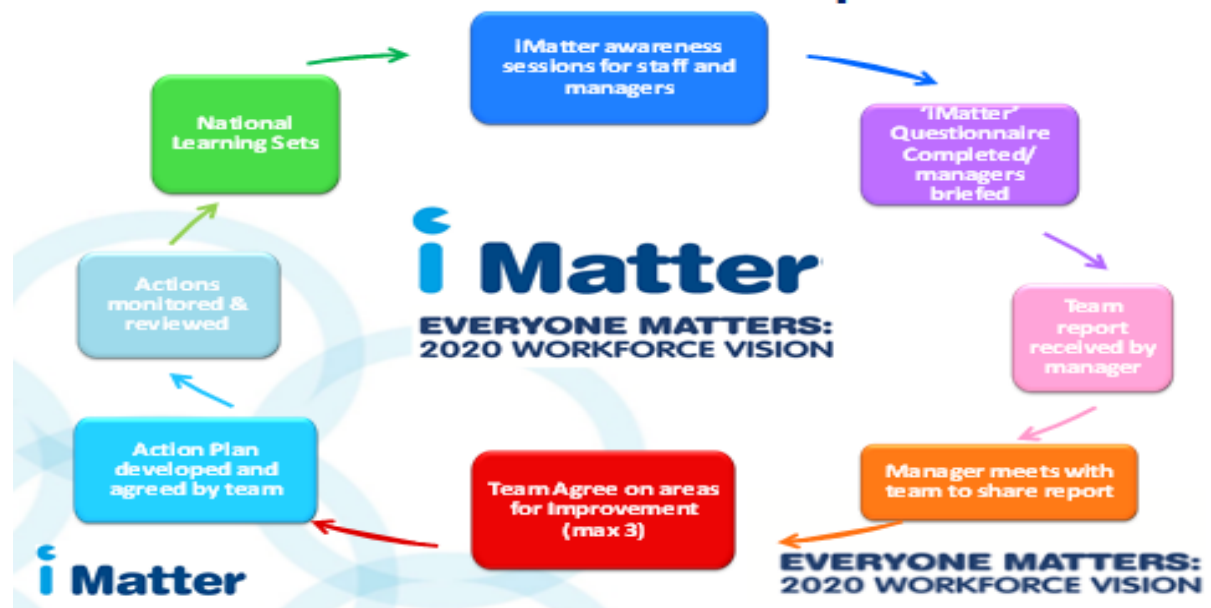 iMatter awareness
sessions for staff and
managers
'iMatter'
Questionnaire
Completed/
managers
briefed
Team
report
received by
manager
Manager meets with
team to share report
Team Agree on areas
for Improvement
(max 3)
Action Plan
developed and
agreed by team
Actions
monitored &
reviewed
National
Learning Sets
i Matter
EVERYONE MATTERS:
2020 WORKFORCE VISION
i Matter
EVERYONE MATTERS:
2020 WORKFORCE VISION